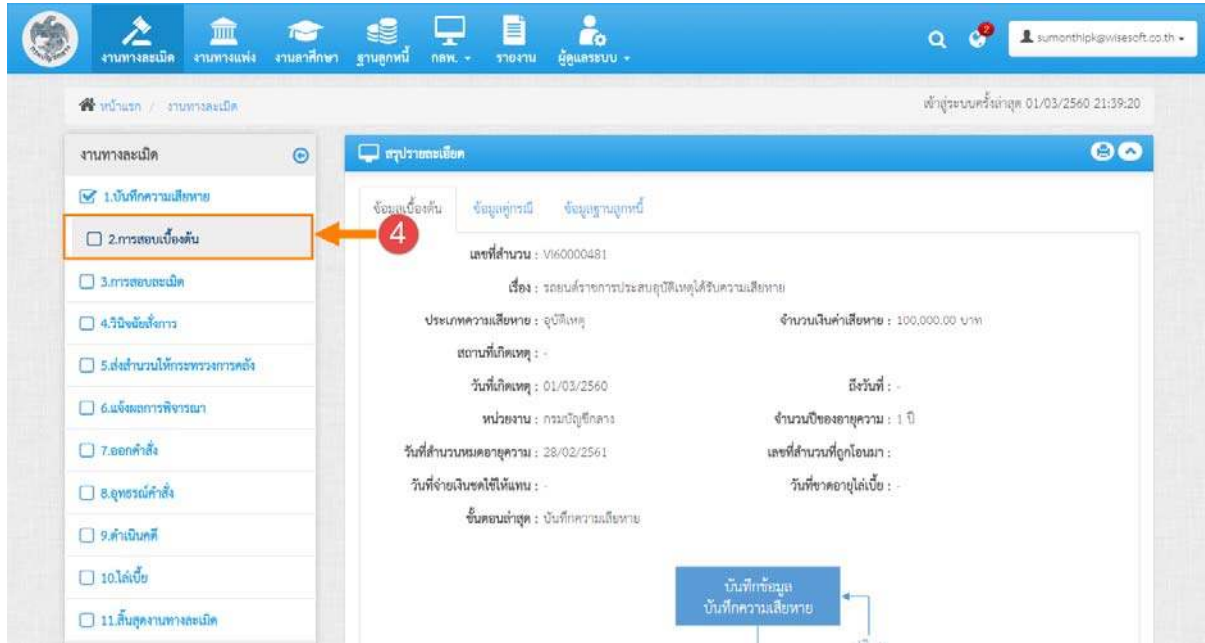 งานทางละเมิด งานทางแพ่ง งานลาศึกษา ฐานลูกหนี้ กลพ. รายงาน ผู้ดูแลระบบ
2
sumonthipk@wisesoft.co.th
หน้าแรก / งานทางละเมิด
เข้าสู่ระบบครั้งล่าสุด 01/03/2560 21:39:20
งานทางละเมิด
1.บันทึกความเสียหาย
2.การสอบเบื้องต้น
3.การสอบละเมิด
4.วินิจฉัยสั่งการ
5.ส่งสำนวนให้กระทรวงการคลัง
6.แจ้งผลการพิจารณา
7.ออกคำสั่ง
8.อุทธรณ์คำสั่ง
9.ดำเนินคดี
10.ไล่เบี้ย
11.สิ้นสุดงานทางละเมิด
4
สรุปรายละเอียด
ข้อมูลเบื้องต้น ข้อมูลคู่กรณี ข้อมูลฐานลูกหนี้
เลขที่สำนวน : VI60000481
เรื่อง : รถยนต์ราชการประสบอุบัติเหตุได้รับความเสียหาย
ประเภทความเสียหาย : อุบัติเหตุ จำนวนเงินค่าเสียหาย : 100,000.00 บาท
สถานที่เกิดเหตุ : -
วันที่เกิดเหตุ : 01/03/2560 ถึงวันที่ : -
หน่วยงาน : กรมบัญชีกลาง จำนวนปีของอายุความ : 1 ปี
วันที่สำนวนหมดอายุความ : 28/02/2561 เลขที่สำนวนที่ถูกโอนมา :
วันที่จ่ายเงินชดใช้ให้แทน : - วันที่ขาดอายุไล่เบี้ย : -
ขั้นตอนล่าสุด : บันทึกความเสียหาย
บันทึกข้อมูล
บันทึกความเสียหาย